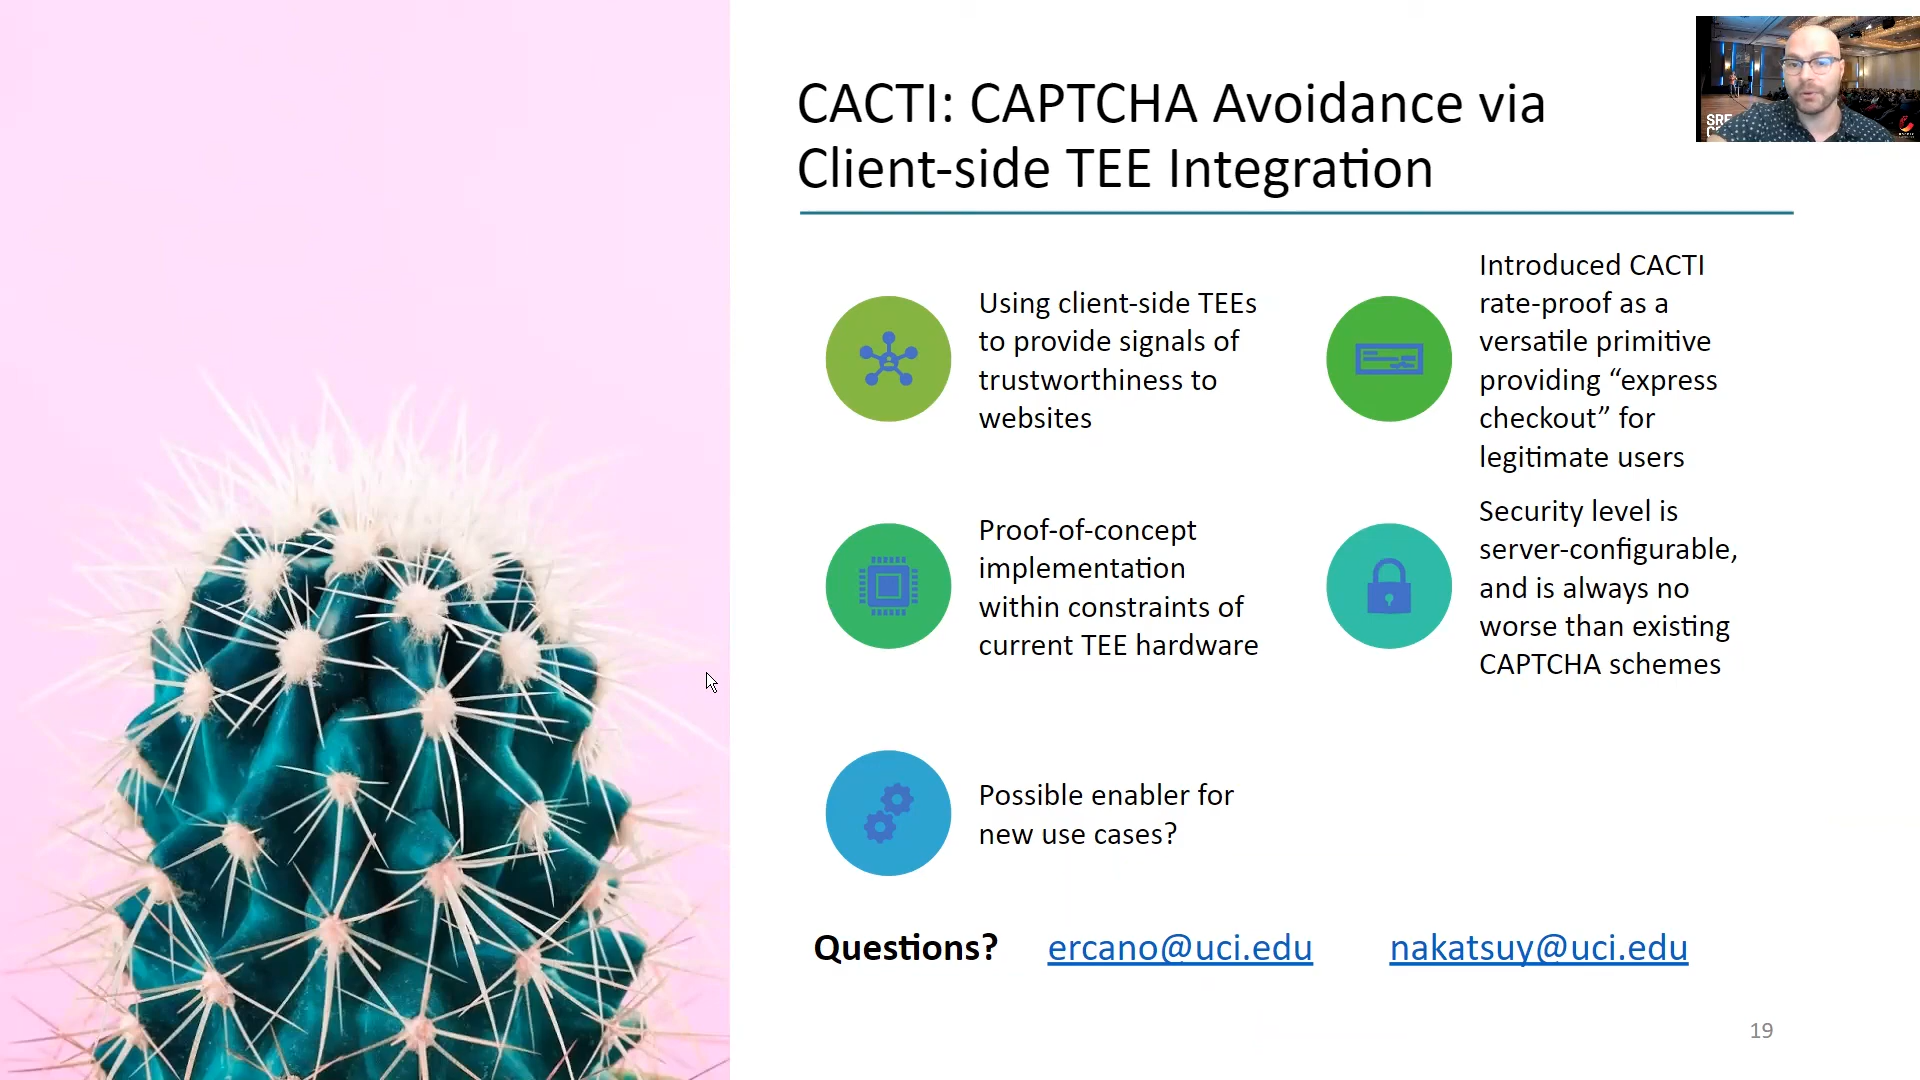 CACTI: CAPTCHA Avoidance via
Client-side TEE Integration
Using client-side TEEs
to provide signals of
trustworthiness to
websites
Introduced CACTI
rate-proof as a
versatile primitive
providing “express
checkout” for
legitimate users
Proof-of-concept
implementation
within constraints of
current TEE hardware
Security level is
server-configurable,
and is always no
worse than existing
CAPTCHA schemes
Possible enabler for
new use cases?
Questions? ercano@uci.edu nakatsuy@uci.edu
19